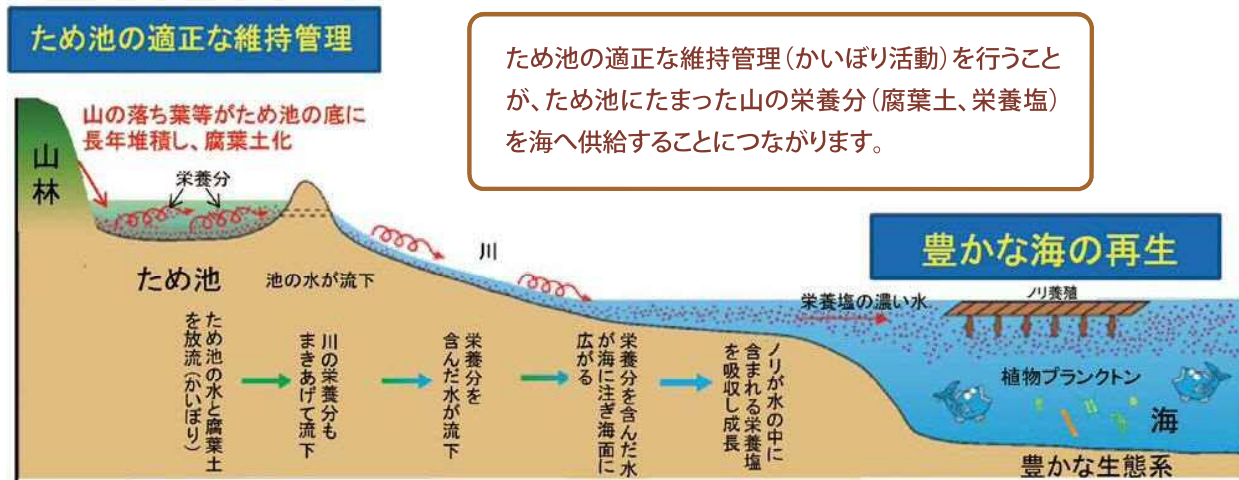 ため池の適正な維持管理
ため池の適正な維持管理(かいぼり活動)を行うこと
が、ため池にたまった山の栄養分(腐葉土、栄養塩)
を海へ供給することにつながります。
山の落ち葉等がため池の底に
長年堆積し、腐葉土化
山林
栄養分
ため池
池の水が流下
川
豊かな海の再生
栄養塩の濃い水
ノリ養殖
ため池の水と腐葉土
を放流(かいぼり)
川の栄養分も
まきあげて流下
栄養分を
含んだ水が流下
栄養分を含んだ水
が海に注ぎ海面に
広がる
ノリが水の中に
含まれる栄養塩
を吸収し成長
植物プランクトン
海
豊かな生態系